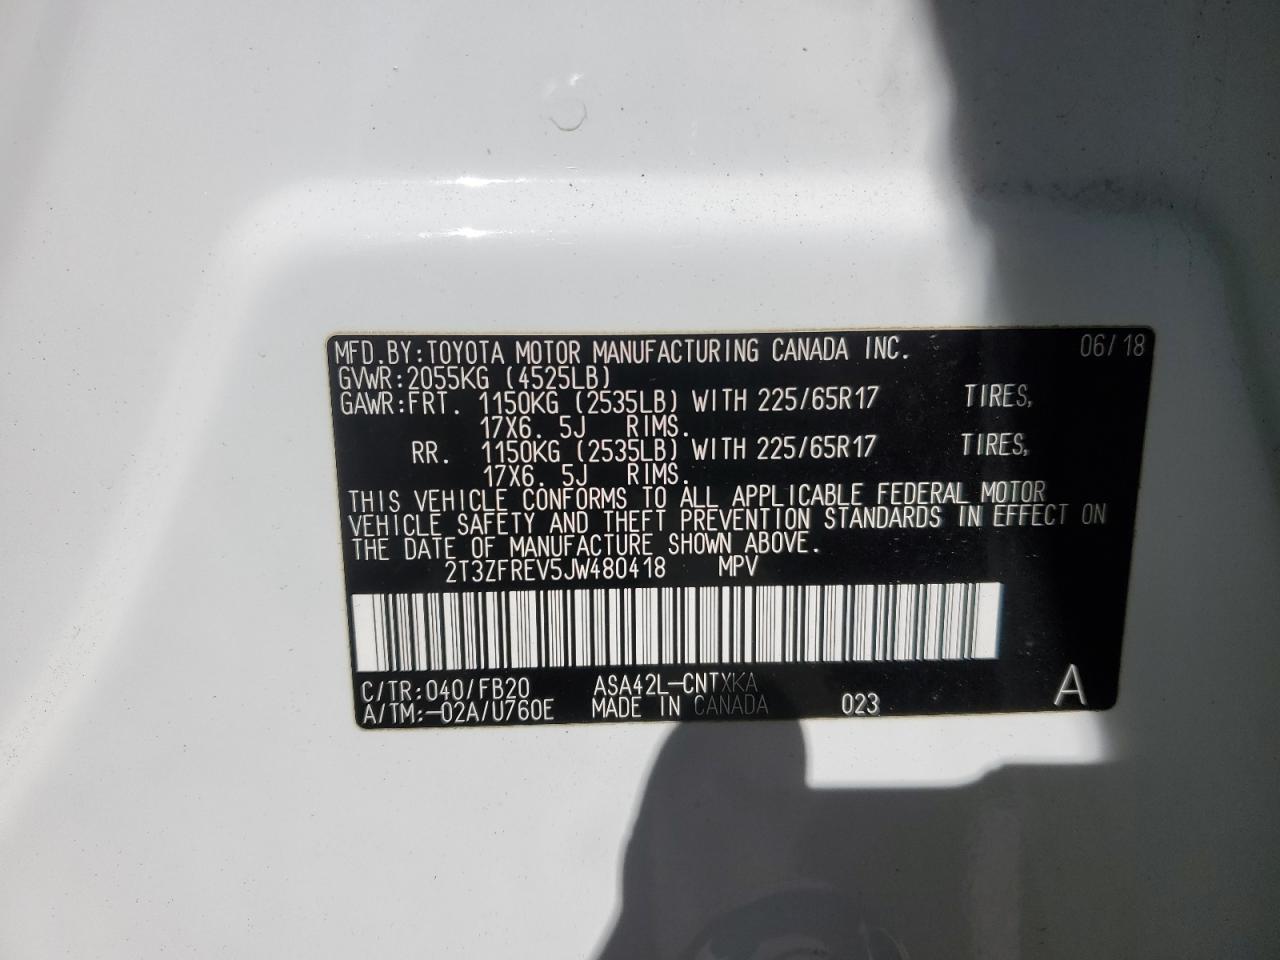 MFD.BY:TOYOTA MOTOR MANUFACTURING CANADA INC. 06/18
GVWR:2055KG (4525LB)
GAWR:FRT. 1150KG (2535LB) WITH 225/65R17 TIRES,
17X6. 5J RIMS.
RR. 1150KG (2535LB) WITH 225/65R17 TIRES,
17X6. 5J RIMS.
THIS VEHICLE CONFORMS TO ALL APPLICABLE FEDERAL MOTOR
VEHICLE SAFETY AND THEFT PREVENTION STANDARDS IN EFFECT ON
THE DATE OF MANUFACTURE SHOWN ABOVE.
2T3ZFREV5JW480418 MPV
C/TR:040/FB20 ASA42L-CNTXKA
A/TM:-02A/U760E MADE IN CANADA 023 A